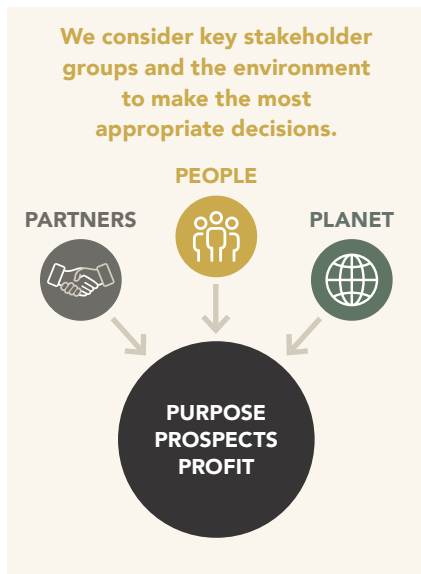 We consider key stakeholder
groups and the environment
to make the most
appropriate decisions.
PEOPLE
PARTNERS
PLANET
PURPOSE
PROSPECTS
PROFIT